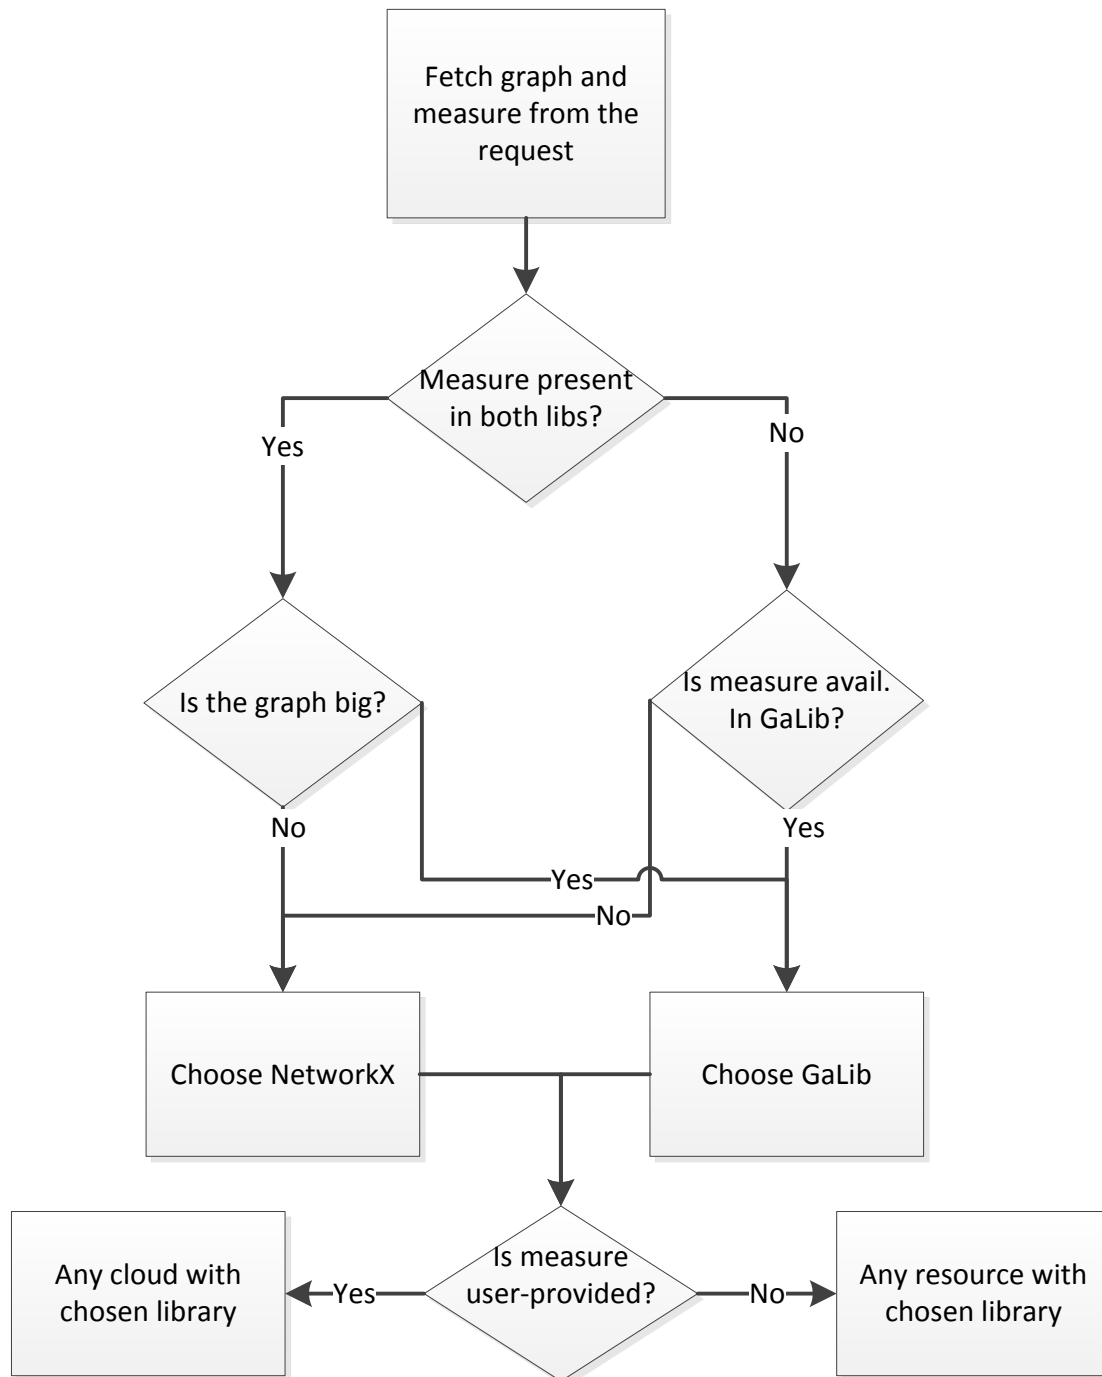 Fetch graph and
measure from the
request
Measure present
in both libs?
Yes
No
Is the graph big?
Is measure avail.
In GaLib?
No
Yes
Yes
No
Choose NetworkX
Choose GaLib
Any cloud with
chosen library
Yes
Is measure
user-provided?
No
Any resource with
chosen library